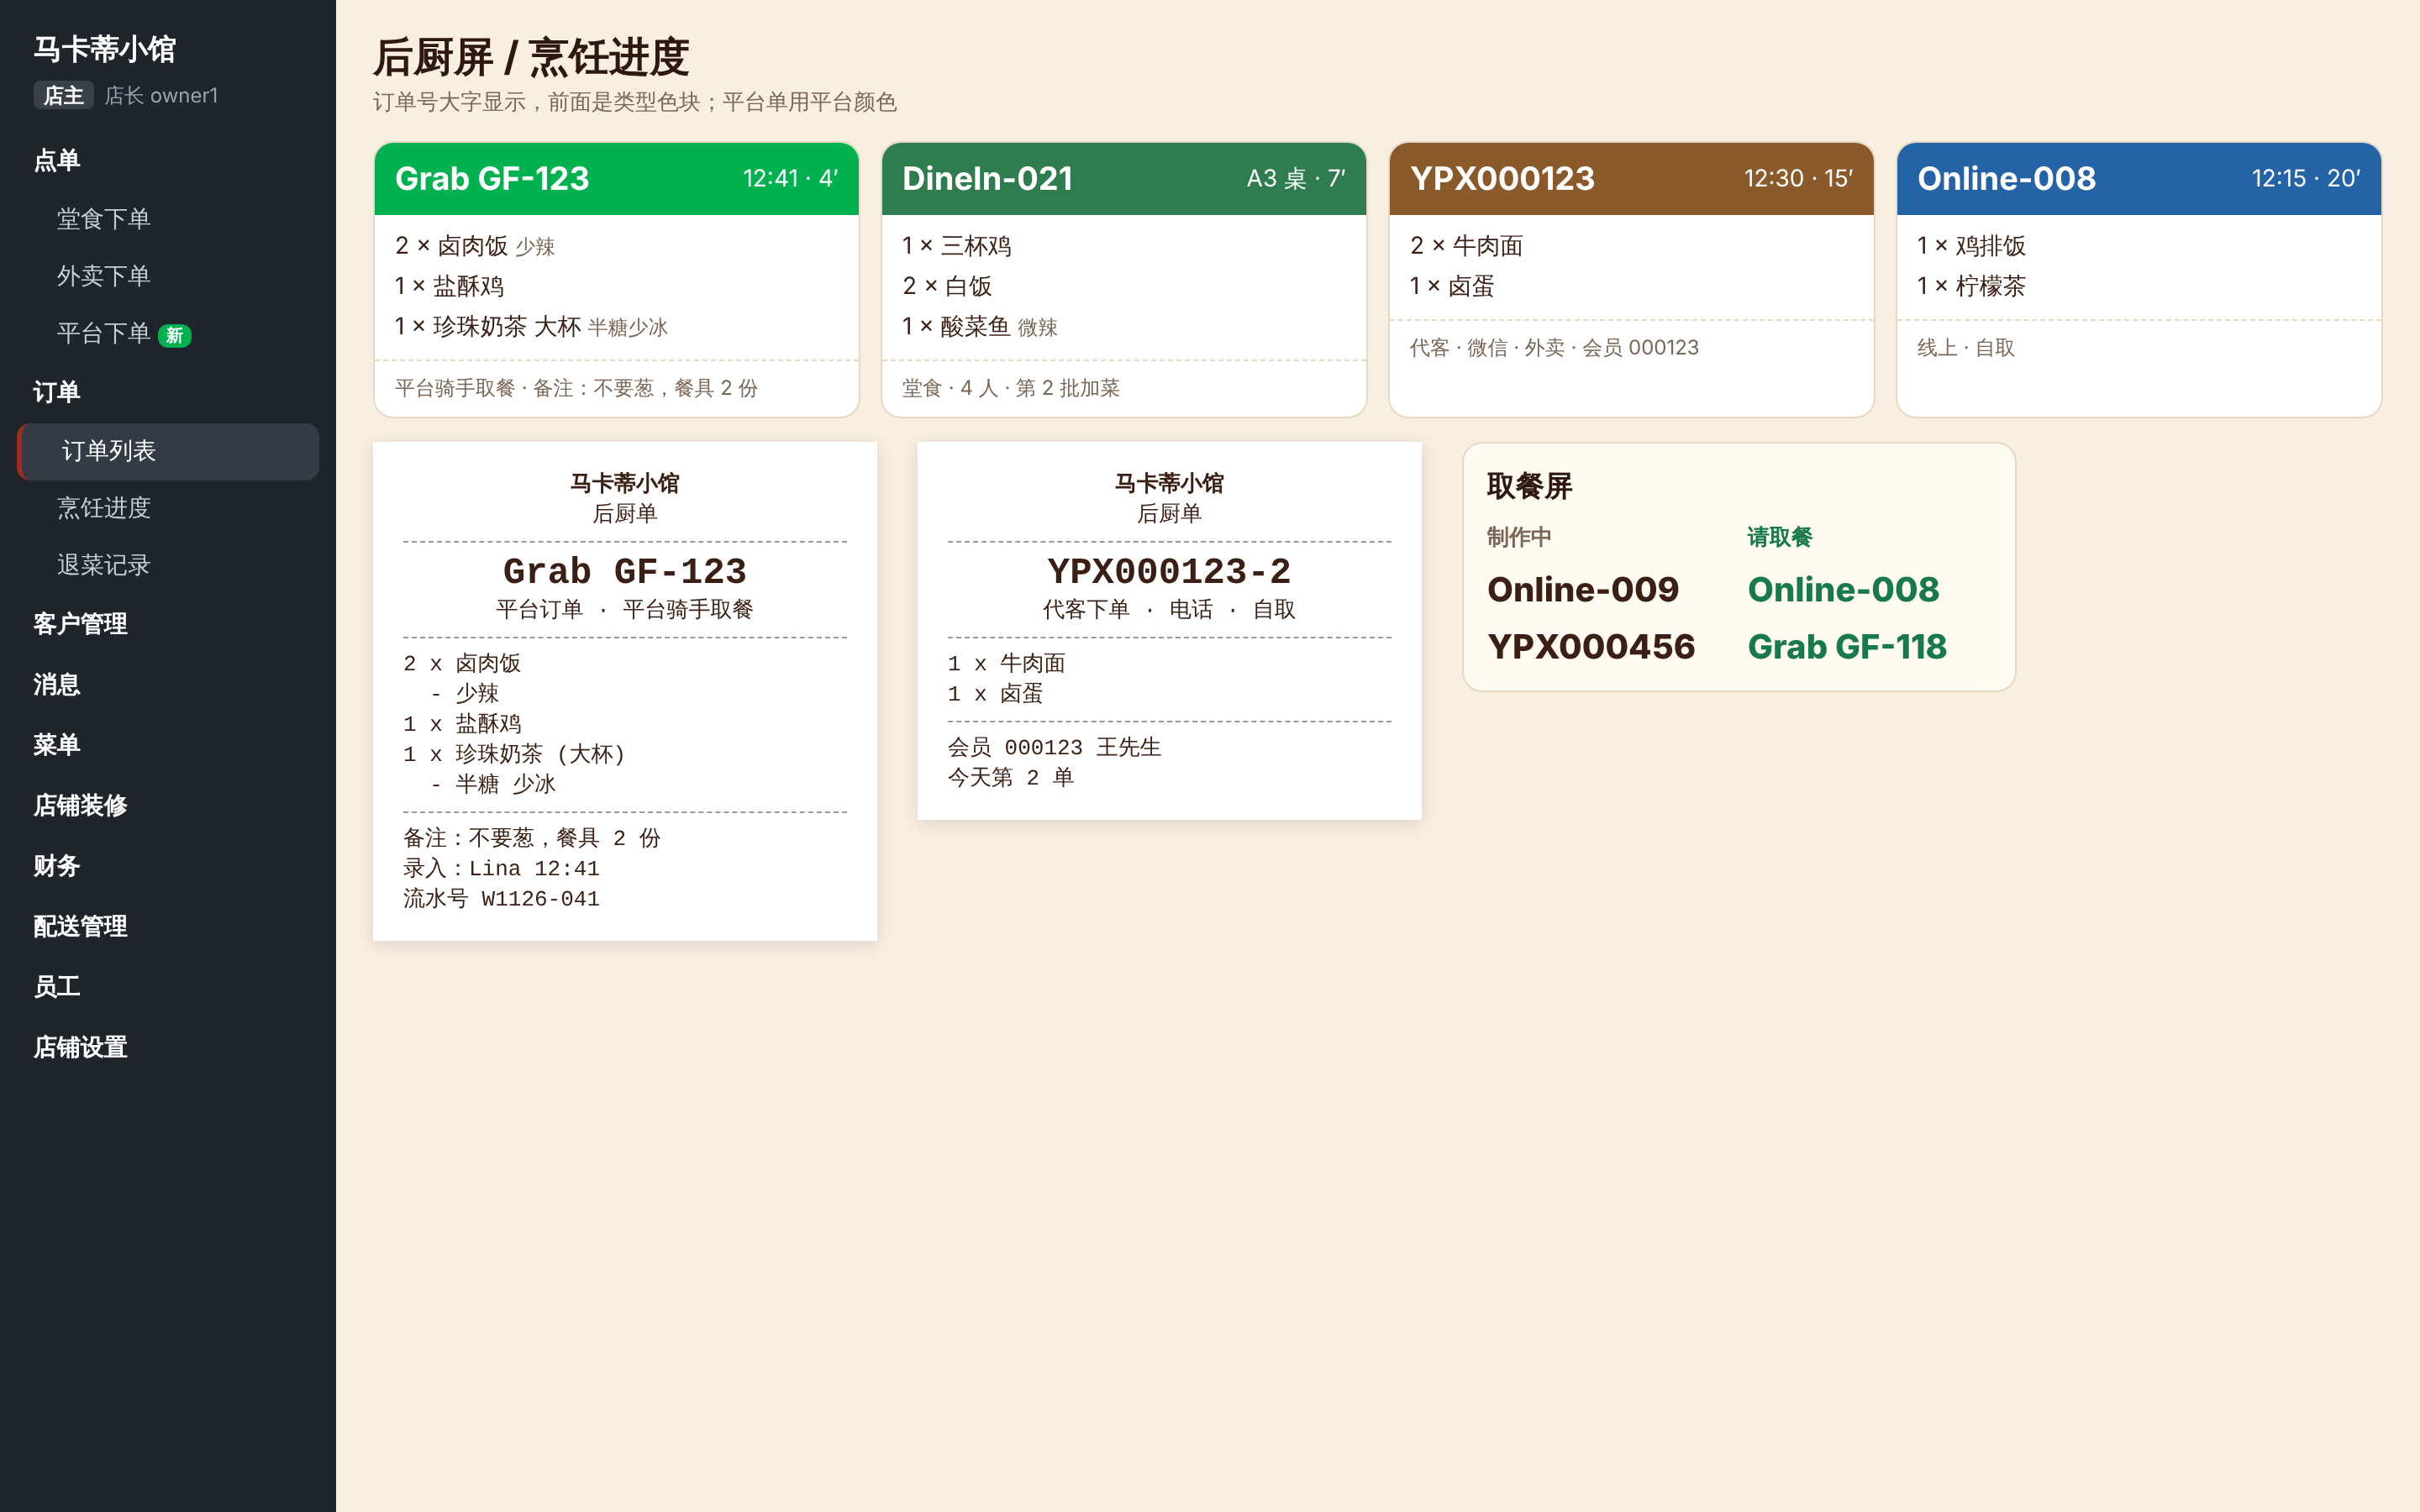 马卡蒂小馆
店主 店长 owner1
点单
堂食下单
外卖下单
平台下单 新
订单
订单列表
烹饪进度
退菜记录
客户管理
消息
菜单
店铺装修
财务
配送管理
员工
店铺设置
后厨屏 / 烹饪进度
订单号大字显示，前面是类型色块；平台单用平台颜色
Grab GF-123 12:41 · 4′
2 × 卤肉饭 少辣
1 × 盐酥鸡
1 × 珍珠奶茶 大杯 半糖少冰
平台骑手取餐 · 备注：不要葱，餐具 2 份
DineIn-021 A3 桌 · 7′
1 × 三杯鸡
2 × 白饭
1 × 酸菜鱼 微辣
堂食 · 4 人 · 第 2 批加菜
YPX000123 12:30 · 15′
2 × 牛肉面
1 × 卤蛋
代客 · 微信 · 外卖 · 会员 000123
Online-008 12:15 · 20′
1 × 鸡排饭
1 × 柠檬茶
线上 · 自取
马卡蒂小馆
后厨单
Grab GF-123
平台订单 · 平台骑手取餐
2 x 卤肉饭
- 少辣
1 x 盐酥鸡
1 x 珍珠奶茶 (大杯)
- 半糖 少冰
备注：不要葱，餐具 2 份
录入：Lina 12:41
流水号 W1126-041
马卡蒂小馆
后厨单
YPX000123-2
代客下单 · 电话 · 自取
1 x 牛肉面
1 x 卤蛋
会员 000123 王先生
今天第 2 单
取餐屏
制作中 请取餐
Online-009 Online-008
YPX000456 Grab GF-118